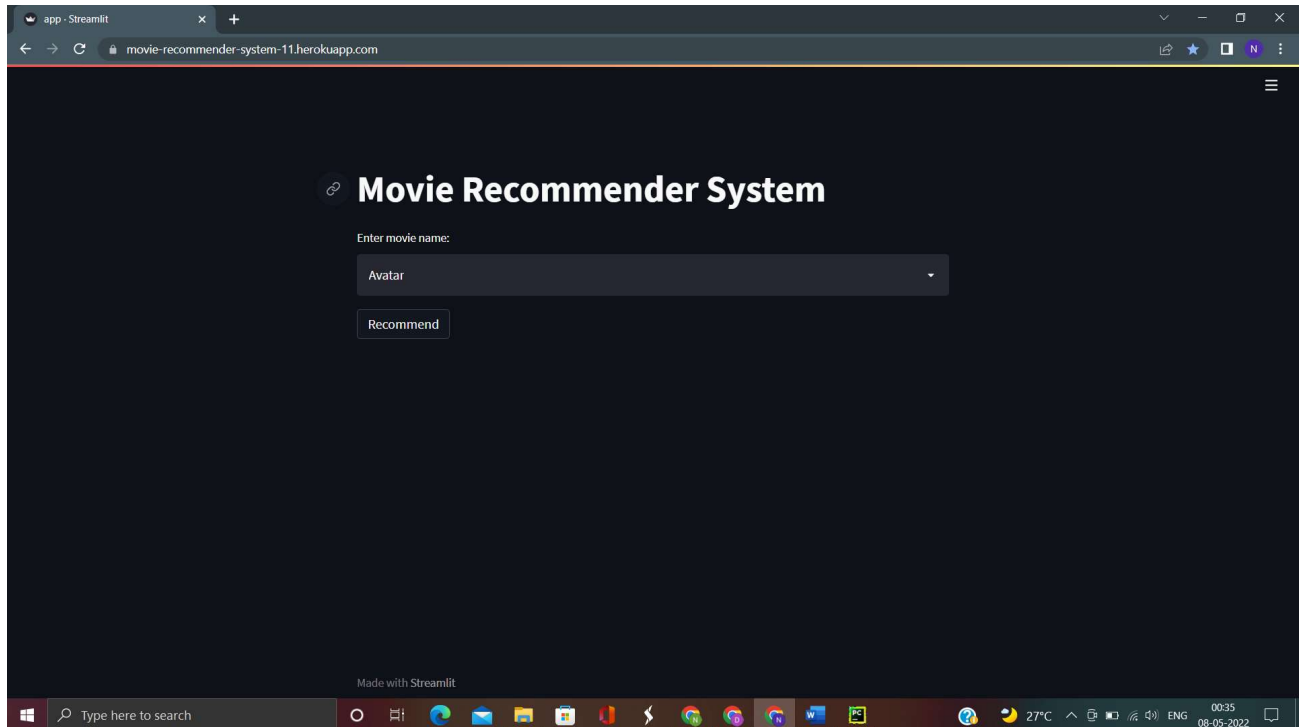 app · Streamlit
movie-recommender-system-11.herokuapp.com
N
Movie Recommender System
Enter movie name:
Avatar
Recommend
Made with Streamlit
Type here to search
N
D
N
W
PC
27°C
ENG
00:35
08-05-2022